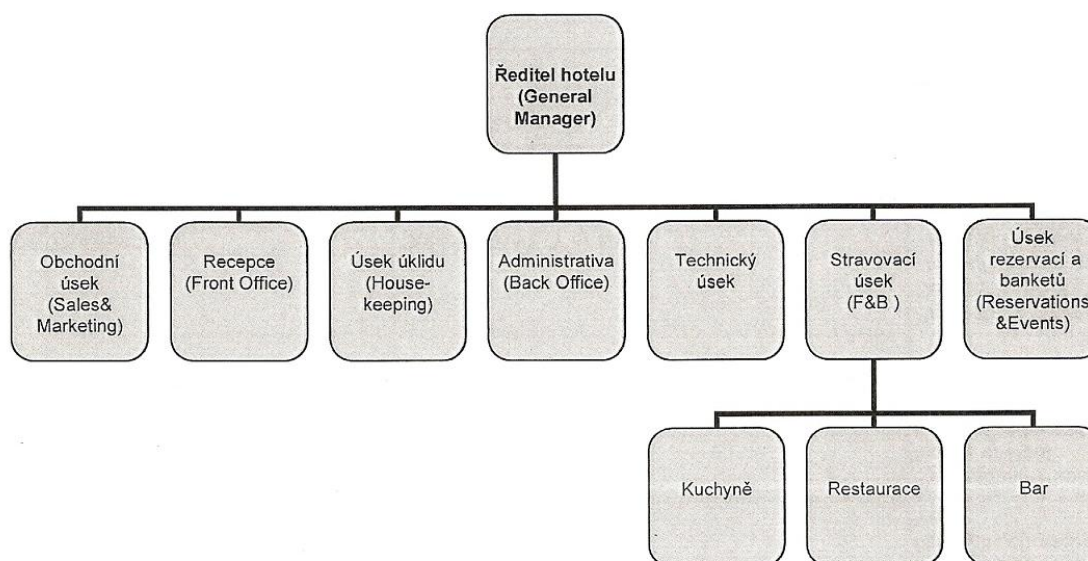 Ředitel hotelu
(General
Manager)
Obchodní
úsek
(Sales&
Marketing)
Recepce
(Front Office)
Úsek úklidu
(House-
keeping)
Administrativa
(Back Office)
Technický
úsek
Stravovací
úsek
(F&B )
Úsek
rezervací a
banketů
(Reservations
&Events)
Kuchyně
Restaurace
Bar